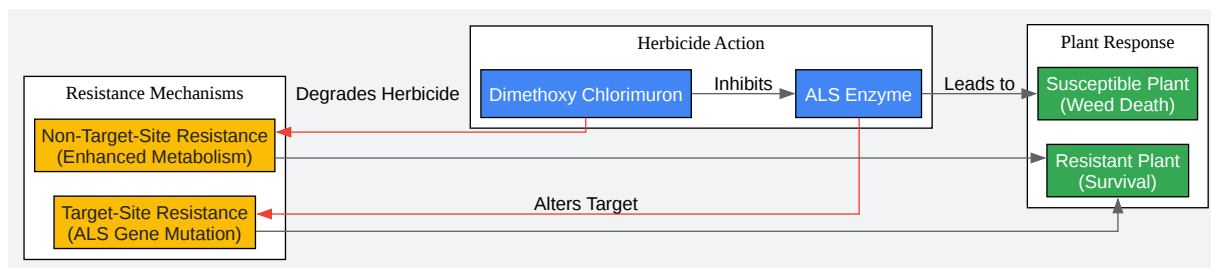 Herbicide Action
Dimethoxy Chlorimuron
Inhibits
ALS Enzyme
Leads to
Plant Response
Susceptible Plant
(Weed Death)
Resistant Plant
(Survival)
Resistance Mechanisms
Degrades Herbicide
Non-Target-Site Resistance
(Enhanced Metabolism)
Target-Site Resistance
(ALS Gene Mutation)
Alters Target